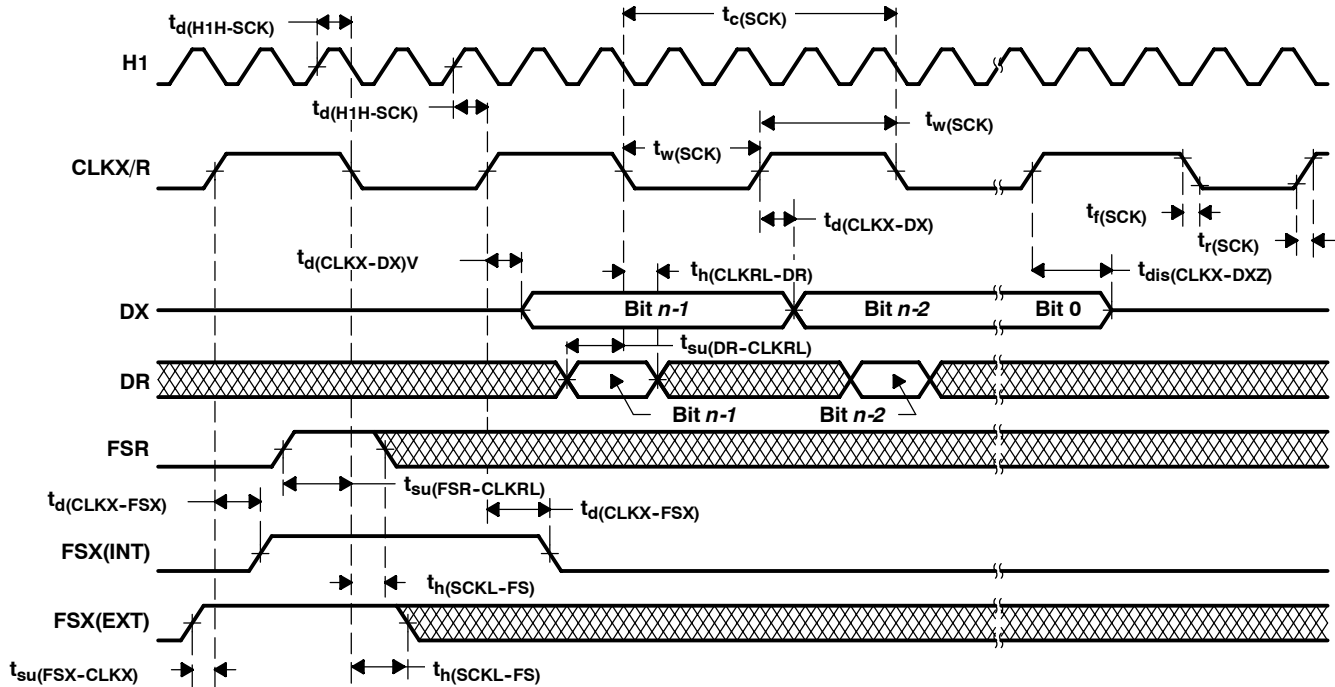 td(H1H-SCK)
tc(SCK)
H1
td(H1H-SCK)
tw(SCK)
tw(SCK)
CLKX/R
td(CLKX-DX)
tf(SCK)
tr(SCK)
td(CLKX-DX)V
th(CLKRL-DR)
tdis(CLKX-DXZ)
DX
Bit n-1
Bit n-2
Bit 0
tsu(DR-CLKRL)
DR
Bit n-1
Bit n-2
FSR
td(CLKX-FSX)
tsu(FSR-CLKRL)
td(CLKX-FSX)
FSX(INT)
th(SCKL-FS)
FSX(EXT)
tsu(FSX-CLKX)
th(SCKL-FS)